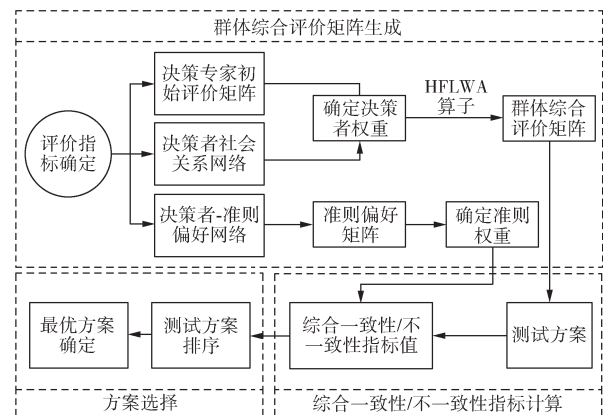 群体综合评价矩阵生成
评价指
标确定
决策专家初
始评价矩阵
决策者社会
关系网络
决策者-准则
偏好网络
确定决策
者权重
HFLWA
算子
群体综合
评价矩阵
准则偏好
矩阵
确定准则
权重
最优方案
确定
测试方案
排序
综合一致性/不
一致性指标值
测试方案
方案选择
综合一致性/不一致性指标计算